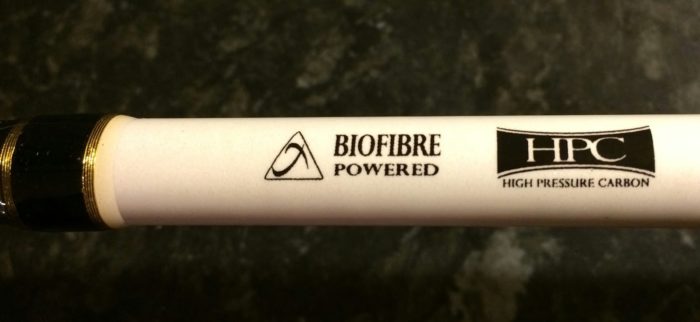 BIOFIBRE
POWERED
HPC
HIGH PRESSURE CARBON